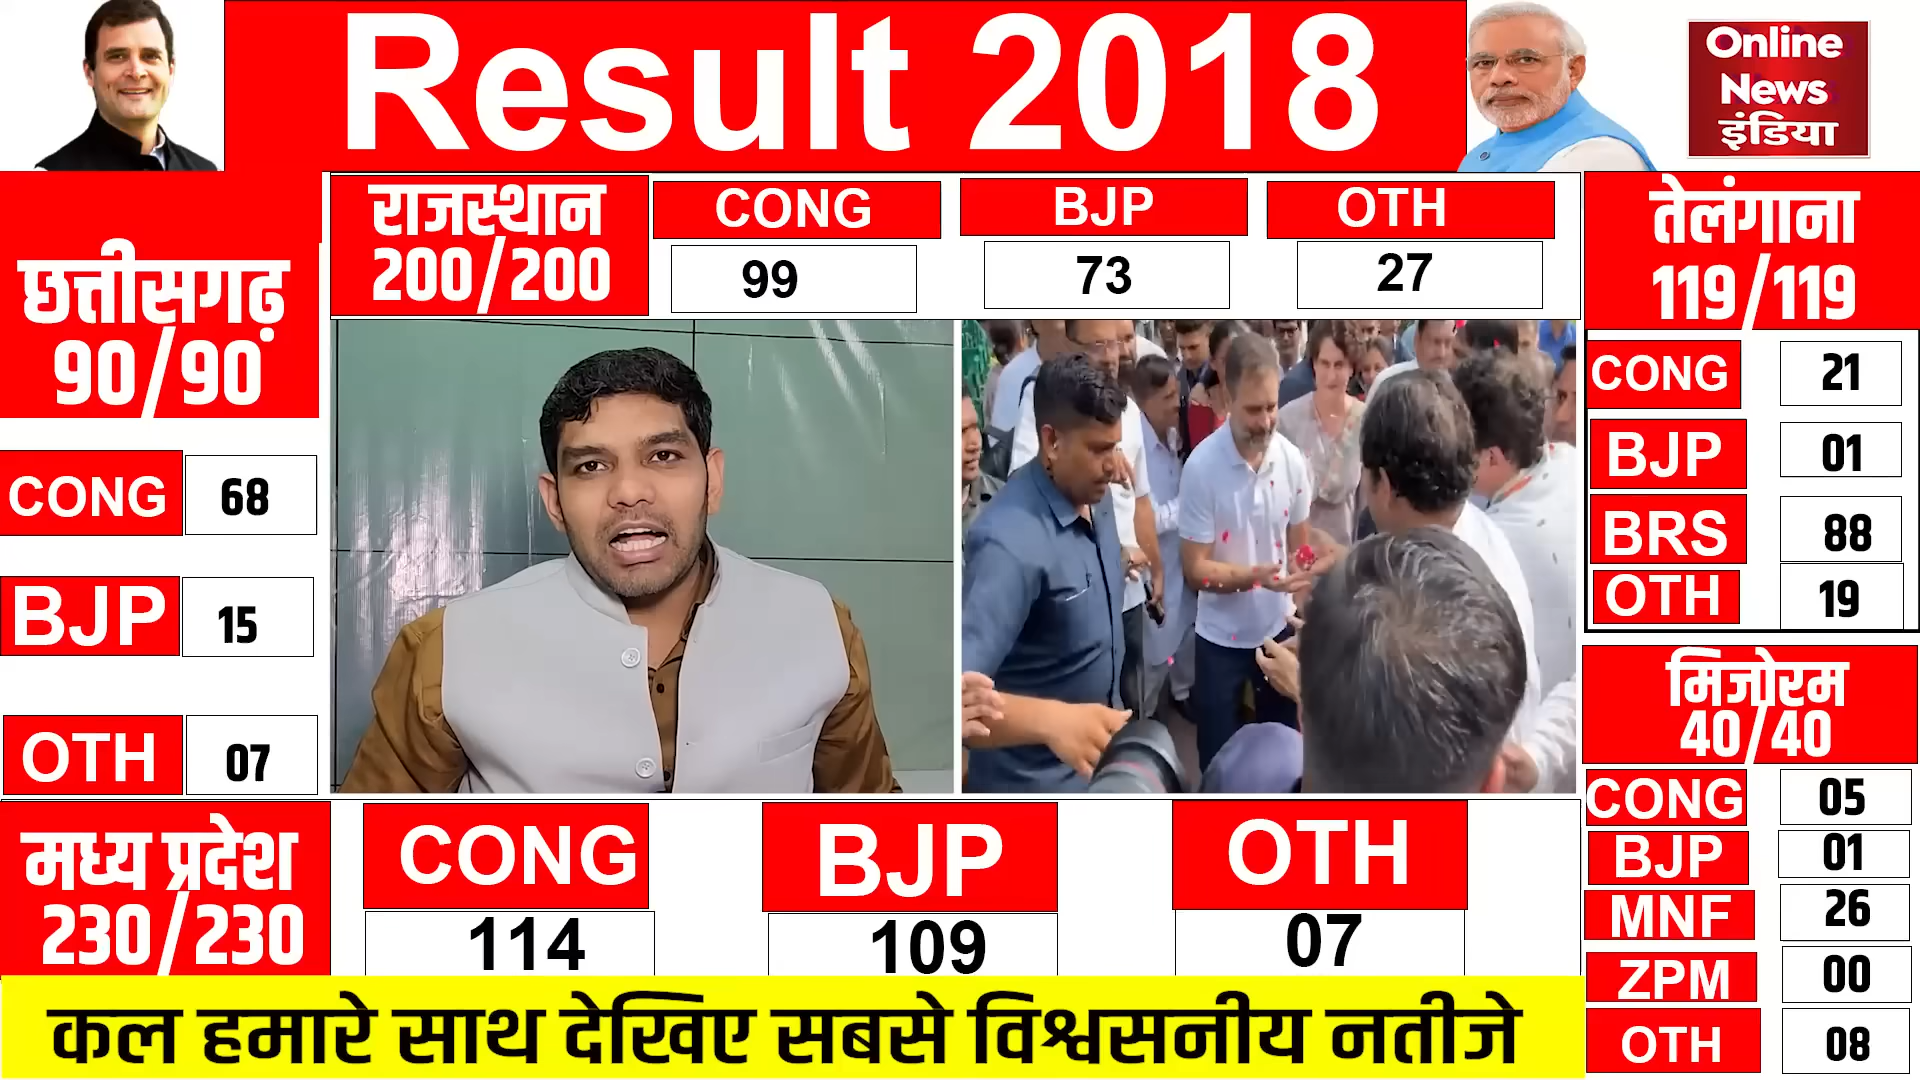 Result 2018
Online
News
इंडिया
छत्तीसगढ़
90/90
CONG 68
BJP 15
OTH 07
राजस्थान
200/200
CONG BJP OTH
99 73 27
तेलंगाना
119/119
CONG 21
BJP 01
BRS 88
OTH 19
मिजोरम
40/40
CONG 05
BJP 01
MNF 26
ZPM 00
OTH 08
मध्य प्रदेश
230/230
CONG BJP OTH
114 109 07
कल हमारे साथ देखिए सबसे विश्वसनीय नतीजे